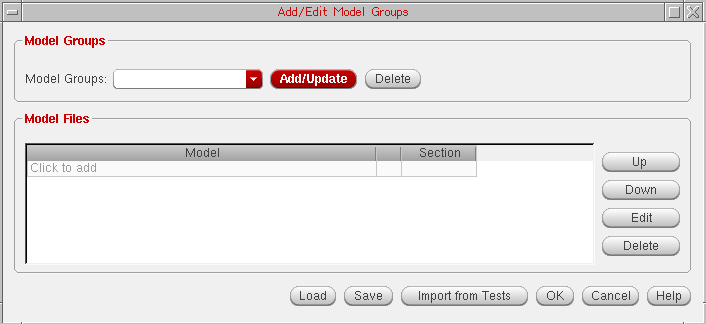 Add/Edit Model Groups
Model Groups
Model Groups: Add/Update Delete
Model Files
Model Section
Click to add
Up
Down
Edit
Delete
Load Save Import from Tests OK Cancel Help